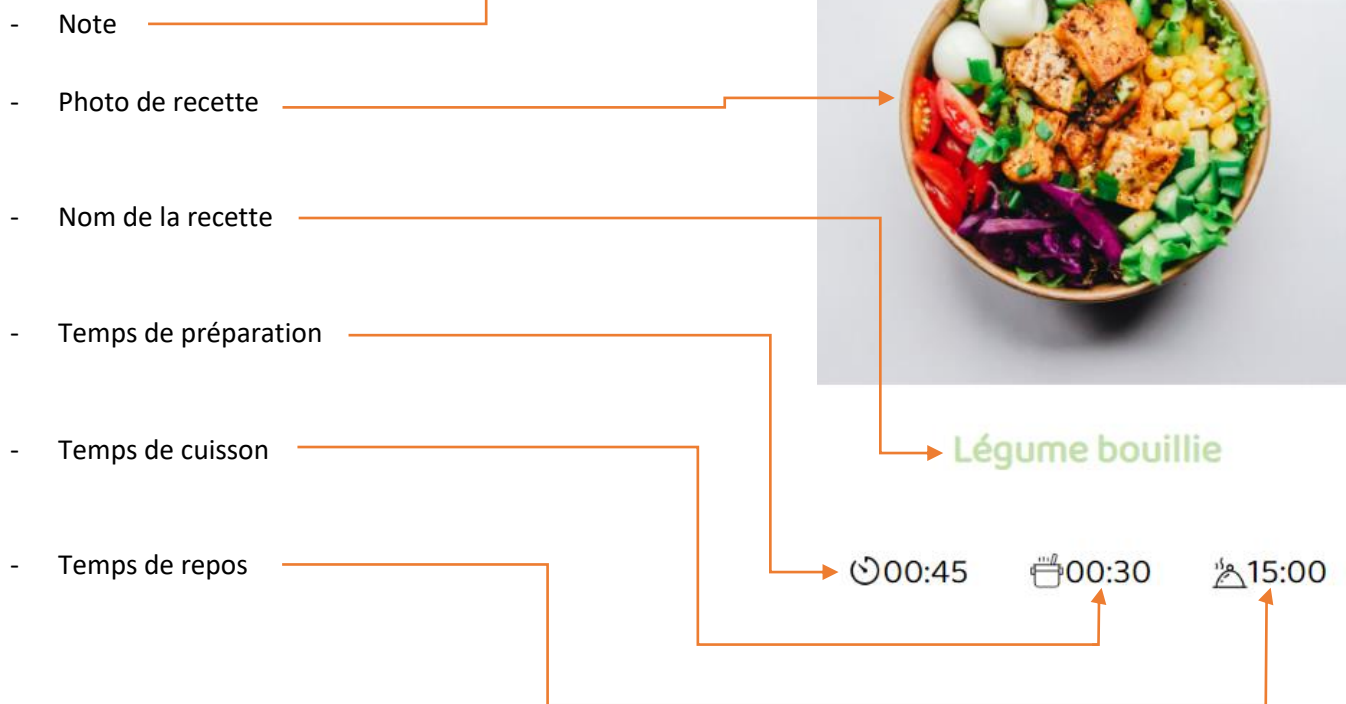 - Note
- Photo de recette
- Nom de la recette
- Temps de préparation
- Temps de cuisson
Légume bouillie
- Temps de repos
00:45 00:30 15:00